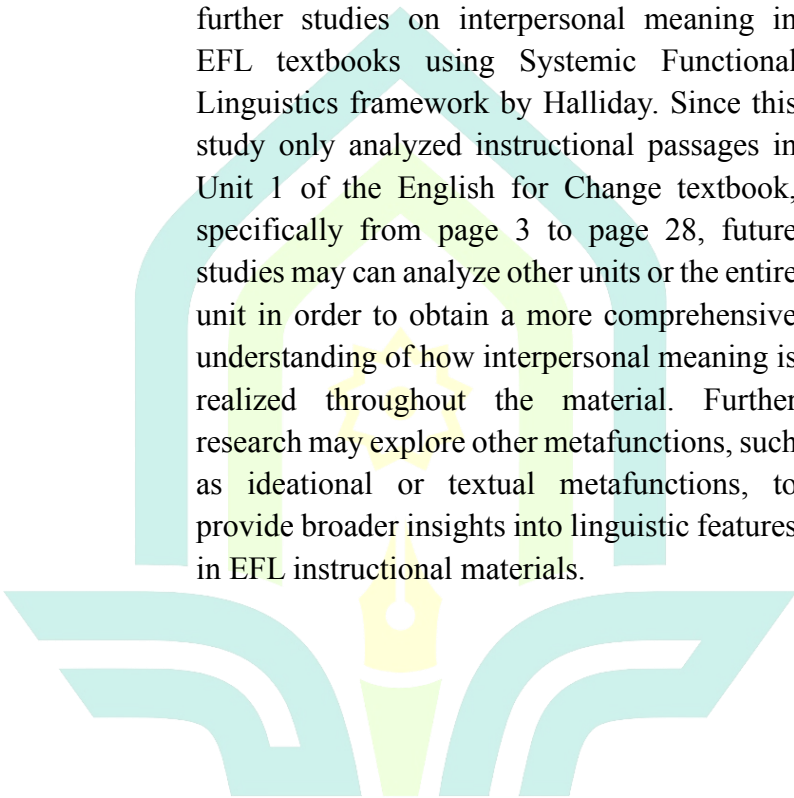 further studies on interpersonal meaning in
EFL textbooks using Systemic Functional
Linguistics framework by Halliday. Since this
study only analyzed instructional passages in
Unit 1 of the English for Change textbook,
specifically from page 3 to page 28, future
studies may can analyze other units or the entire
unit in order to obtain a more comprehensive
understanding of how interpersonal meaning is
realized throughout the material. Further
research may explore other metafunctions, such
as ideational or textual metafunctions, to
provide broader insights into linguistic features
in EFL instructional materials.